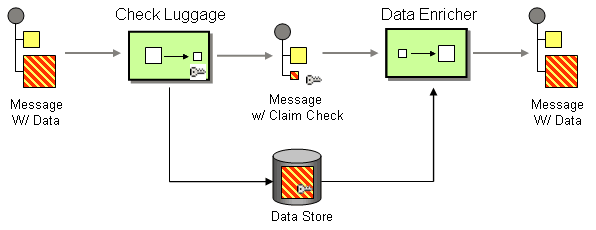 Check Luggage
Data Enricher
Message
W/ Data
Message
w/ Claim Check
Message
W/ Data
Data Store